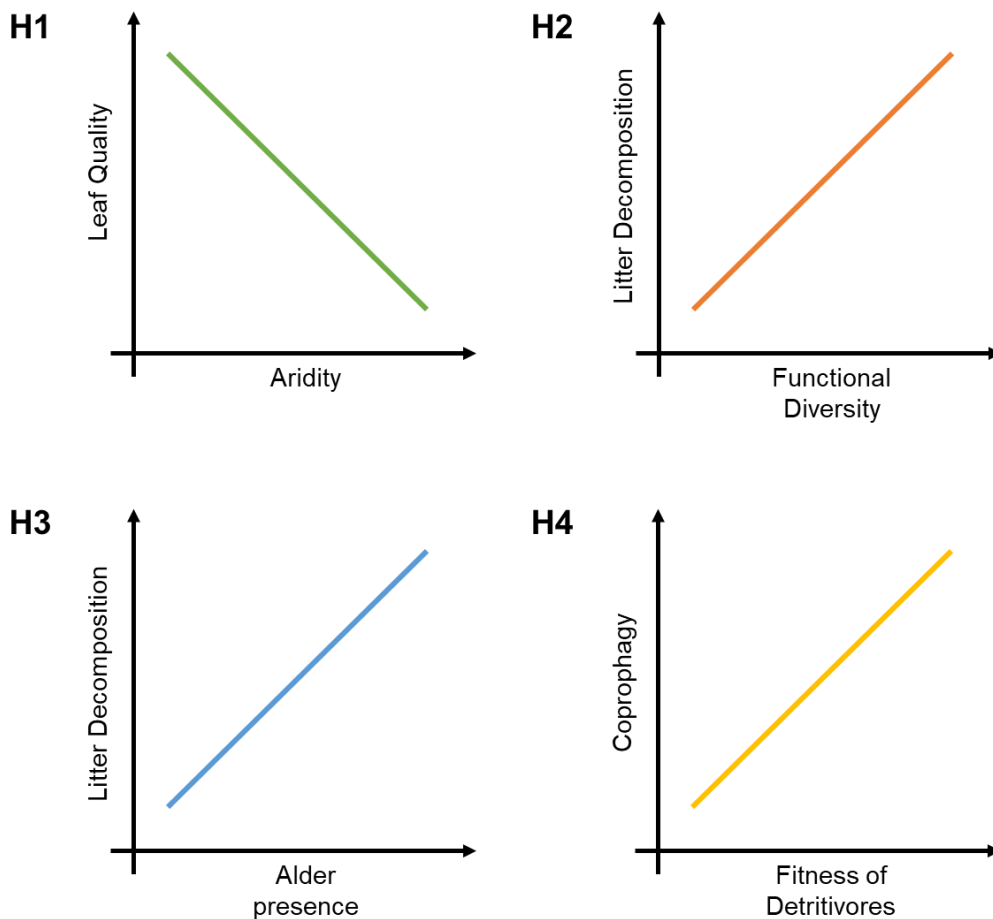 H1
Leaf Quality
Aridity
H2
Litter Decomposition
Functional
Diversity
H3
Litter Decomposition
Alder
presence
H4
Coprophagy
Fitness of
Detritivores